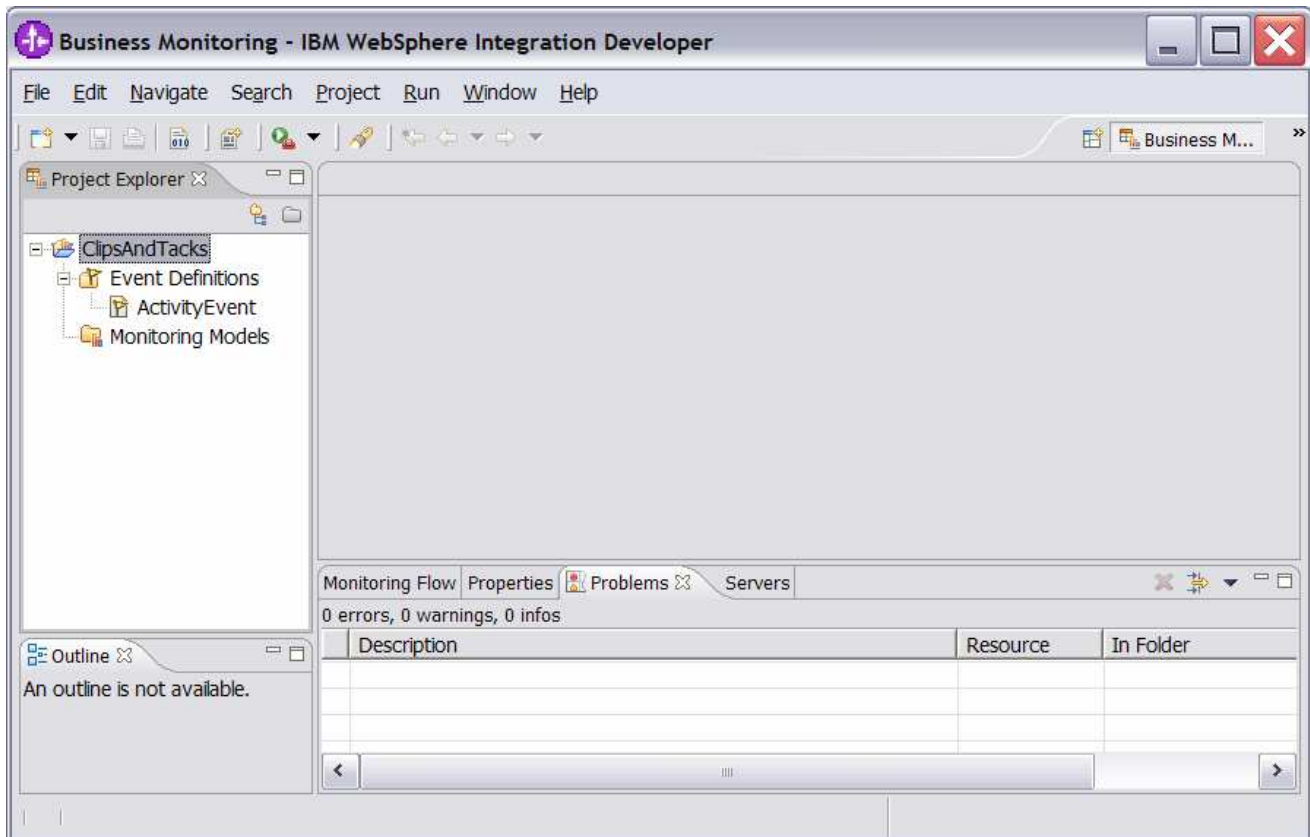 Business Monitoring - IBM WebSphere Integration Developer
File Edit Navigate Search Project Run Window Help
Business M...
Project Explorer
ClipsAndTacks
Event Definitions
ActivityEvent
Monitoring Models
Monitoring Flow Properties Problems Servers
0 errors, 0 warnings, 0 infos
Description Resource In Folder
Outline
An outline is not available.